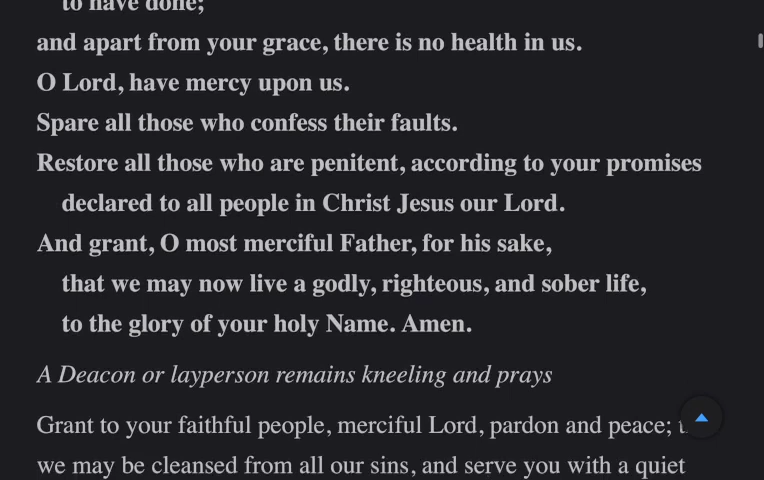 to have done;
and apart from your grace, there is no health in us.
O Lord, have mercy upon us.
Spare all those who confess their faults.
Restore all those who are penitent, according to your promises
declared to all people in Christ Jesus our Lord.
And grant, O most merciful Father, for his sake,
that we may now live a godly, righteous, and sober life,
to the glory of your holy Name. Amen.
A Deacon or layperson remains kneeling and prays
Grant to your faithful people, merciful Lord, pardon and peace;
we may be cleansed from all our sins, and serve you with a quiet